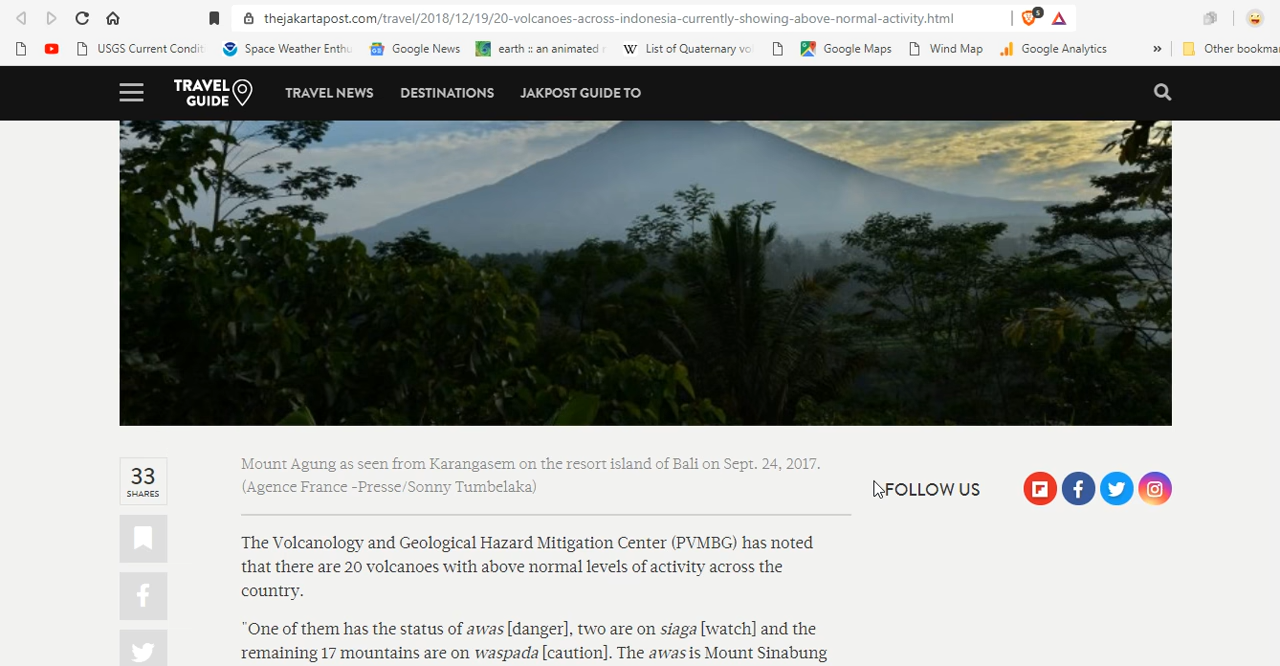 thejakartapost.com/travel/2018/12/19/20-volcanoes-across-indonesia-currently-showing-above-normal-activity.html
5
USGS Current Condit
Space Weather Enthu
Google News
earth :: an animated
List of Quaternary vo
Google Maps
Wind Map
Google Analytics
»
Other bookma
TRAVEL GUIDE
TRAVEL NEWS
DESTINATIONS
JAKPOST GUIDE TO
33
SHARES
Mount Agung as seen from Karangasem on the resort island of Bali on Sept. 24, 2017.
(Agence France -Presse/Sonny Tumbelaka)
FOLLOW US
The Volcanology and Geological Hazard Mitigation Center (PVMBG) has noted
that there are 20 volcanoes with above normal levels of activity across the
country.
"One of them has the status of awas [danger], two are on siaga [watch] and the
remaining 17 mountains are on waspada [caution]. The awas is Mount Sinabung